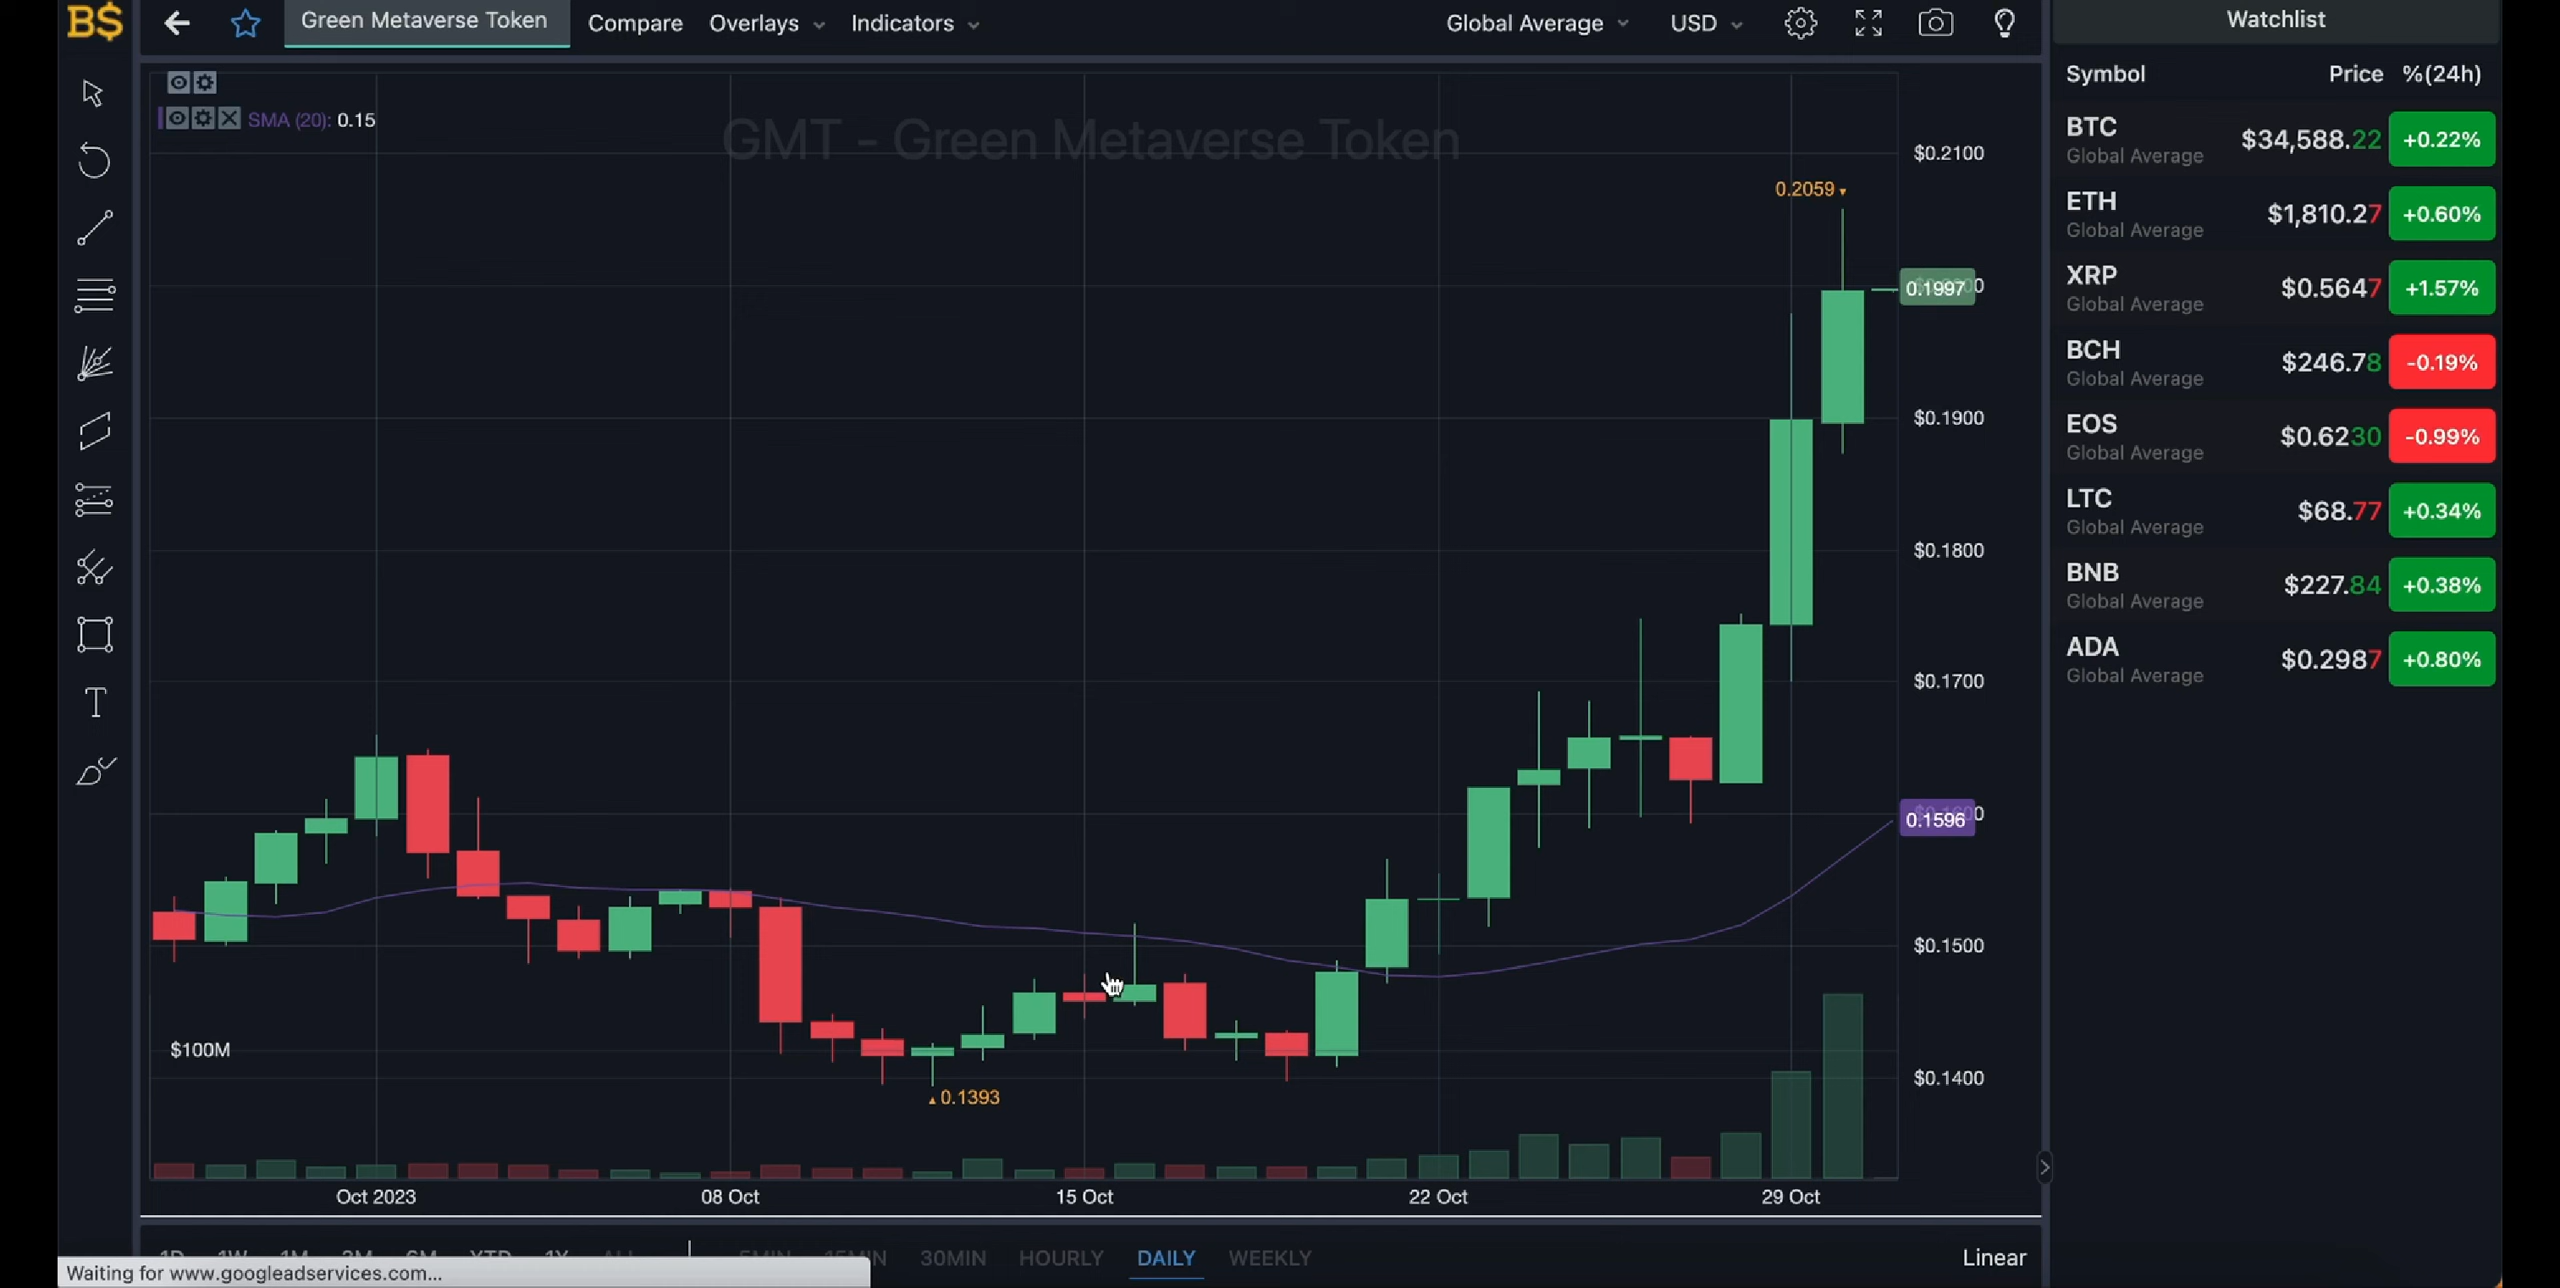 B$
Green Metaverse Token Compare Overlays Indicators Global Average USD
SMA (20): 0.15
GMT - Green Metaverse Token
$0.2100
0.2059
0.1997
$0.1900
$0.1800
$0.1700
0.1596
$0.1500
$0.1400
0.1393
$100M
Oct 2023 08 Oct 15 Oct 22 Oct 29 Oct
30MIN HOURLY DAILY WEEKLY Linear
Waiting for www.googleadservices.com...
Watchlist
Symbol Price %(24h)
BTC $34,588.22 +0.22%
Global Average
ETH $1,810.27 +0.60%
Global Average
XRP $0.5647 +1.57%
Global Average
BCH $246.78 -0.19%
Global Average
EOS $0.6230 -0.99%
Global Average
LTC $68.77 +0.34%
Global Average
BNB $227.84 +0.38%
Global Average
ADA $0.2987 +0.80%
Global Average